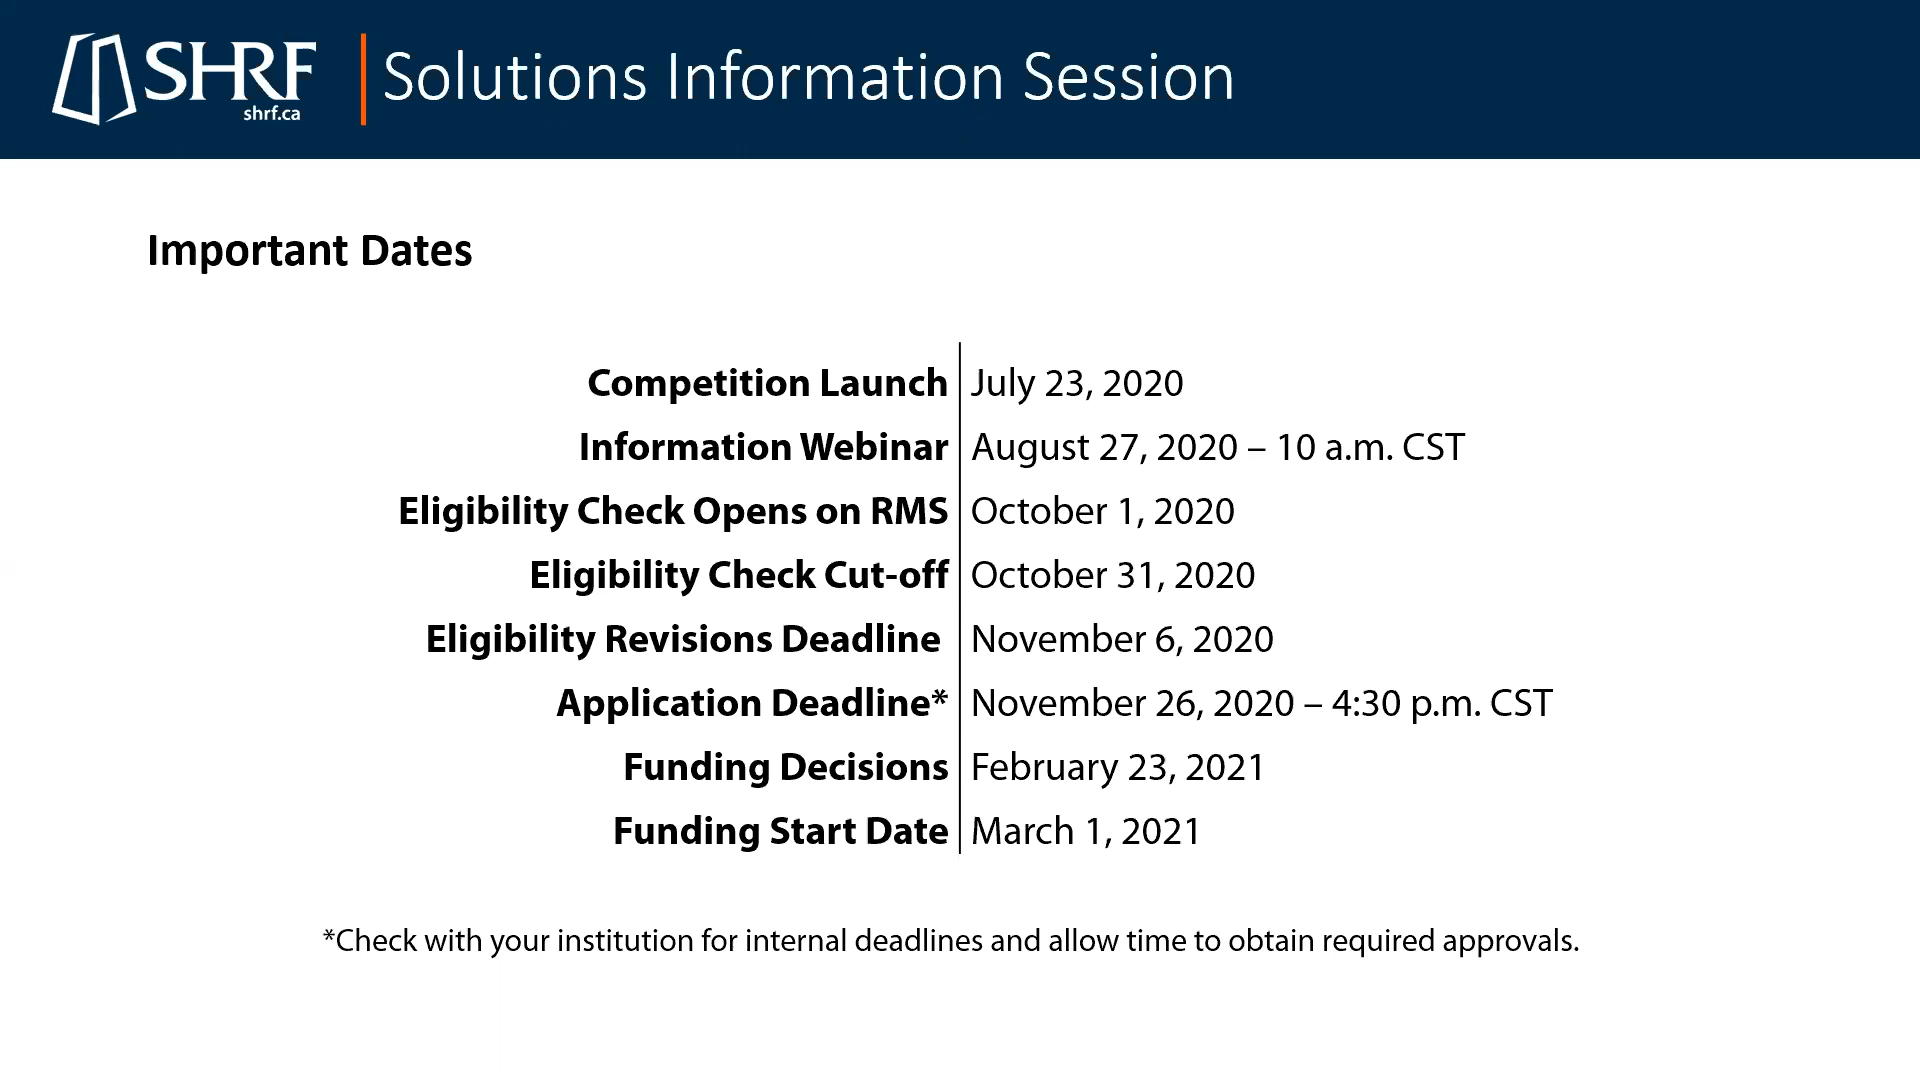 SHRF
shrf.ca
Solutions Information Session
Important Dates
Competition Launch July 23, 2020
Information Webinar August 27, 2020 – 10 a.m. CST
Eligibility Check Opens on RMS October 1, 2020
Eligibility Check Cut-off October 31, 2020
Eligibility Revisions Deadline November 6, 2020
Application Deadline* November 26, 2020 – 4:30 p.m. CST
Funding Decisions February 23, 2021
Funding Start Date March 1, 2021
*Check with your institution for internal deadlines and allow time to obtain required approvals.